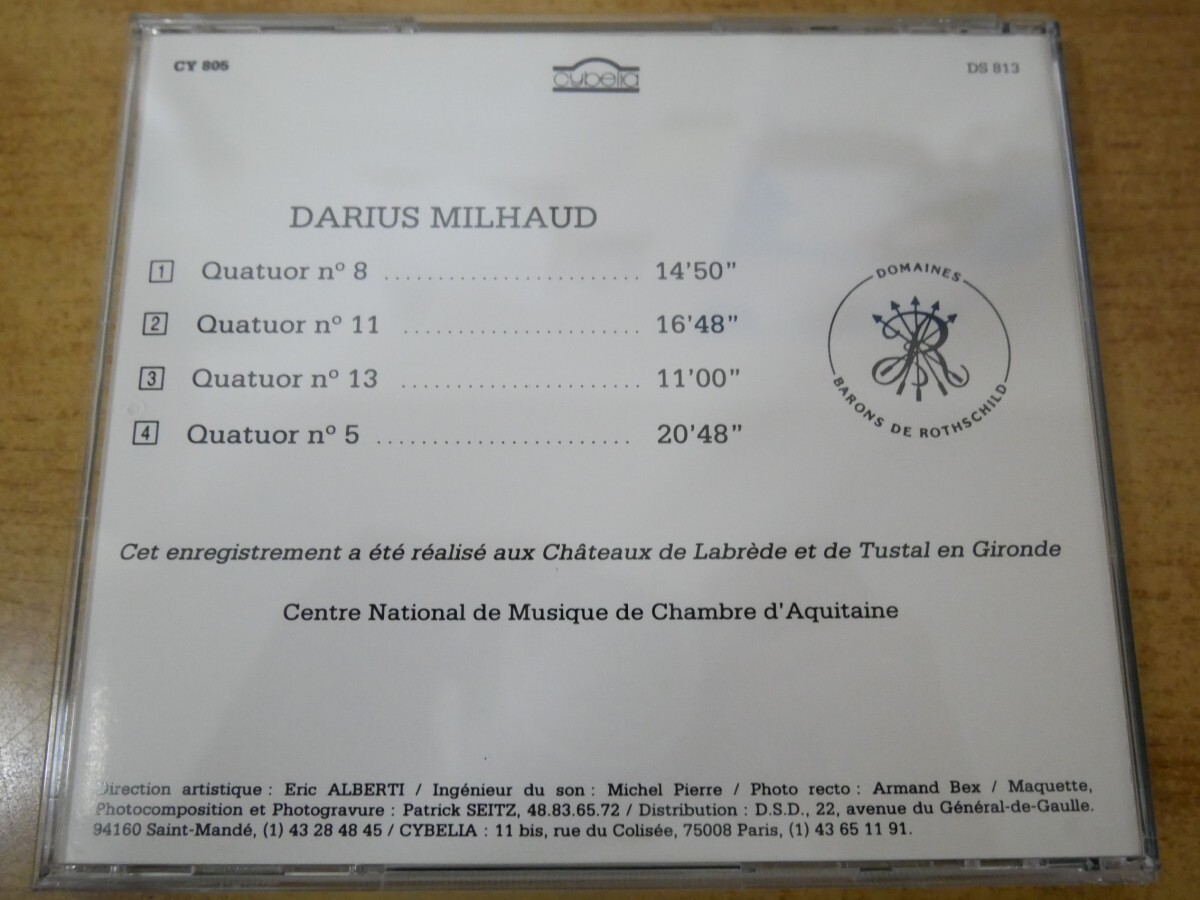 CY 805
cybelia
DS 813
DARIUS MILHAUD
1 Quatuor nº 8 ............................ 14'50"
2 Quatuor nº 11 .......................... 16'48"
3 Quatuor nº 13 .......................... 11'00"
4 Quatuor nº 5 ............................ 20'48"
DOMAINES
BARONS DE ROTHSCHILD
Cet enregistrement a été réalisé aux Châteaux de Labrède et de Tustal en Gironde
Centre National de Musique de Chambre d'Aquitaine
Direction artistique : Eric ALBERTI / Ingénieur du son : Michel Pierre / Photo recto : Armand Bex / Maquette,
Photocomposition et Photogravure : Patrick SEITZ, 48.83.65.72 / Distribution : D.S.D., 22, avenue du Général-de-Gaulle.
94160 Saint-Mandé, (1) 43 28 48 45 / CYBELIA : 11 bis, rue du Colisée, 75008 Paris, (1) 43 65 11 91.